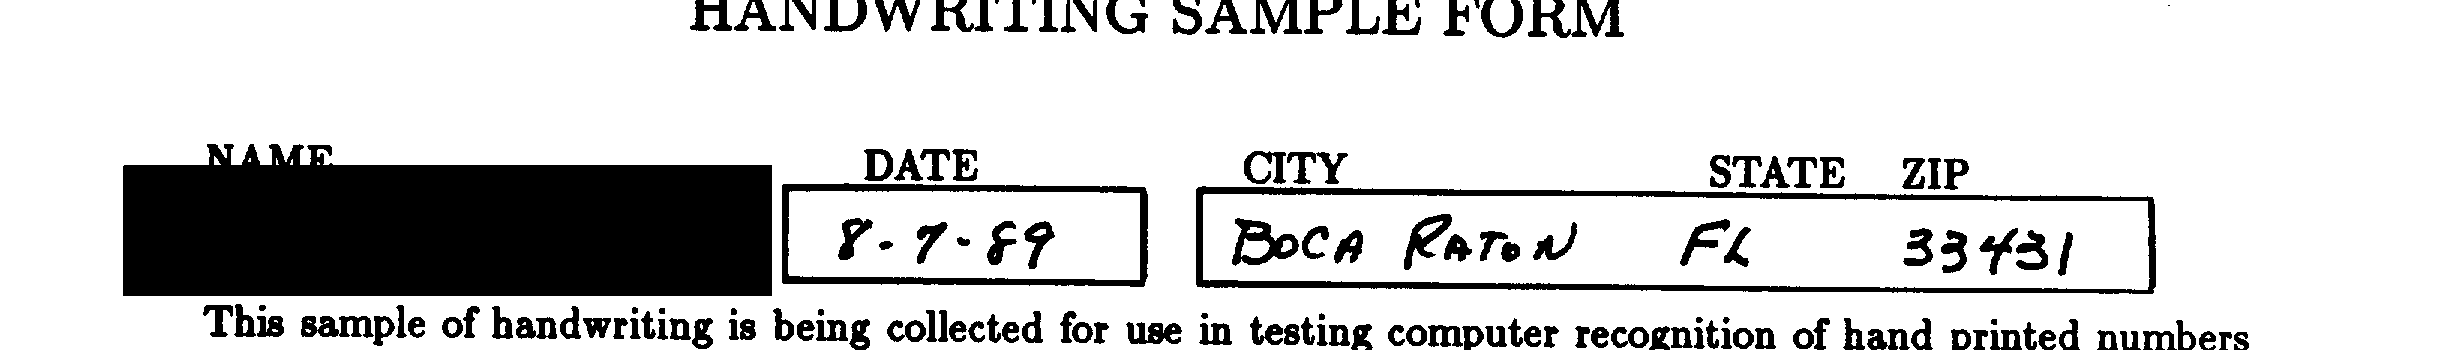 HANDWRITING SAMPLE FORM
NAME DATE CITY STATE ZIP
8-7-89 BOCA RATON FL 33431
This sample of handwriting is being collected for use in testing computer recognition of hand printed numbers